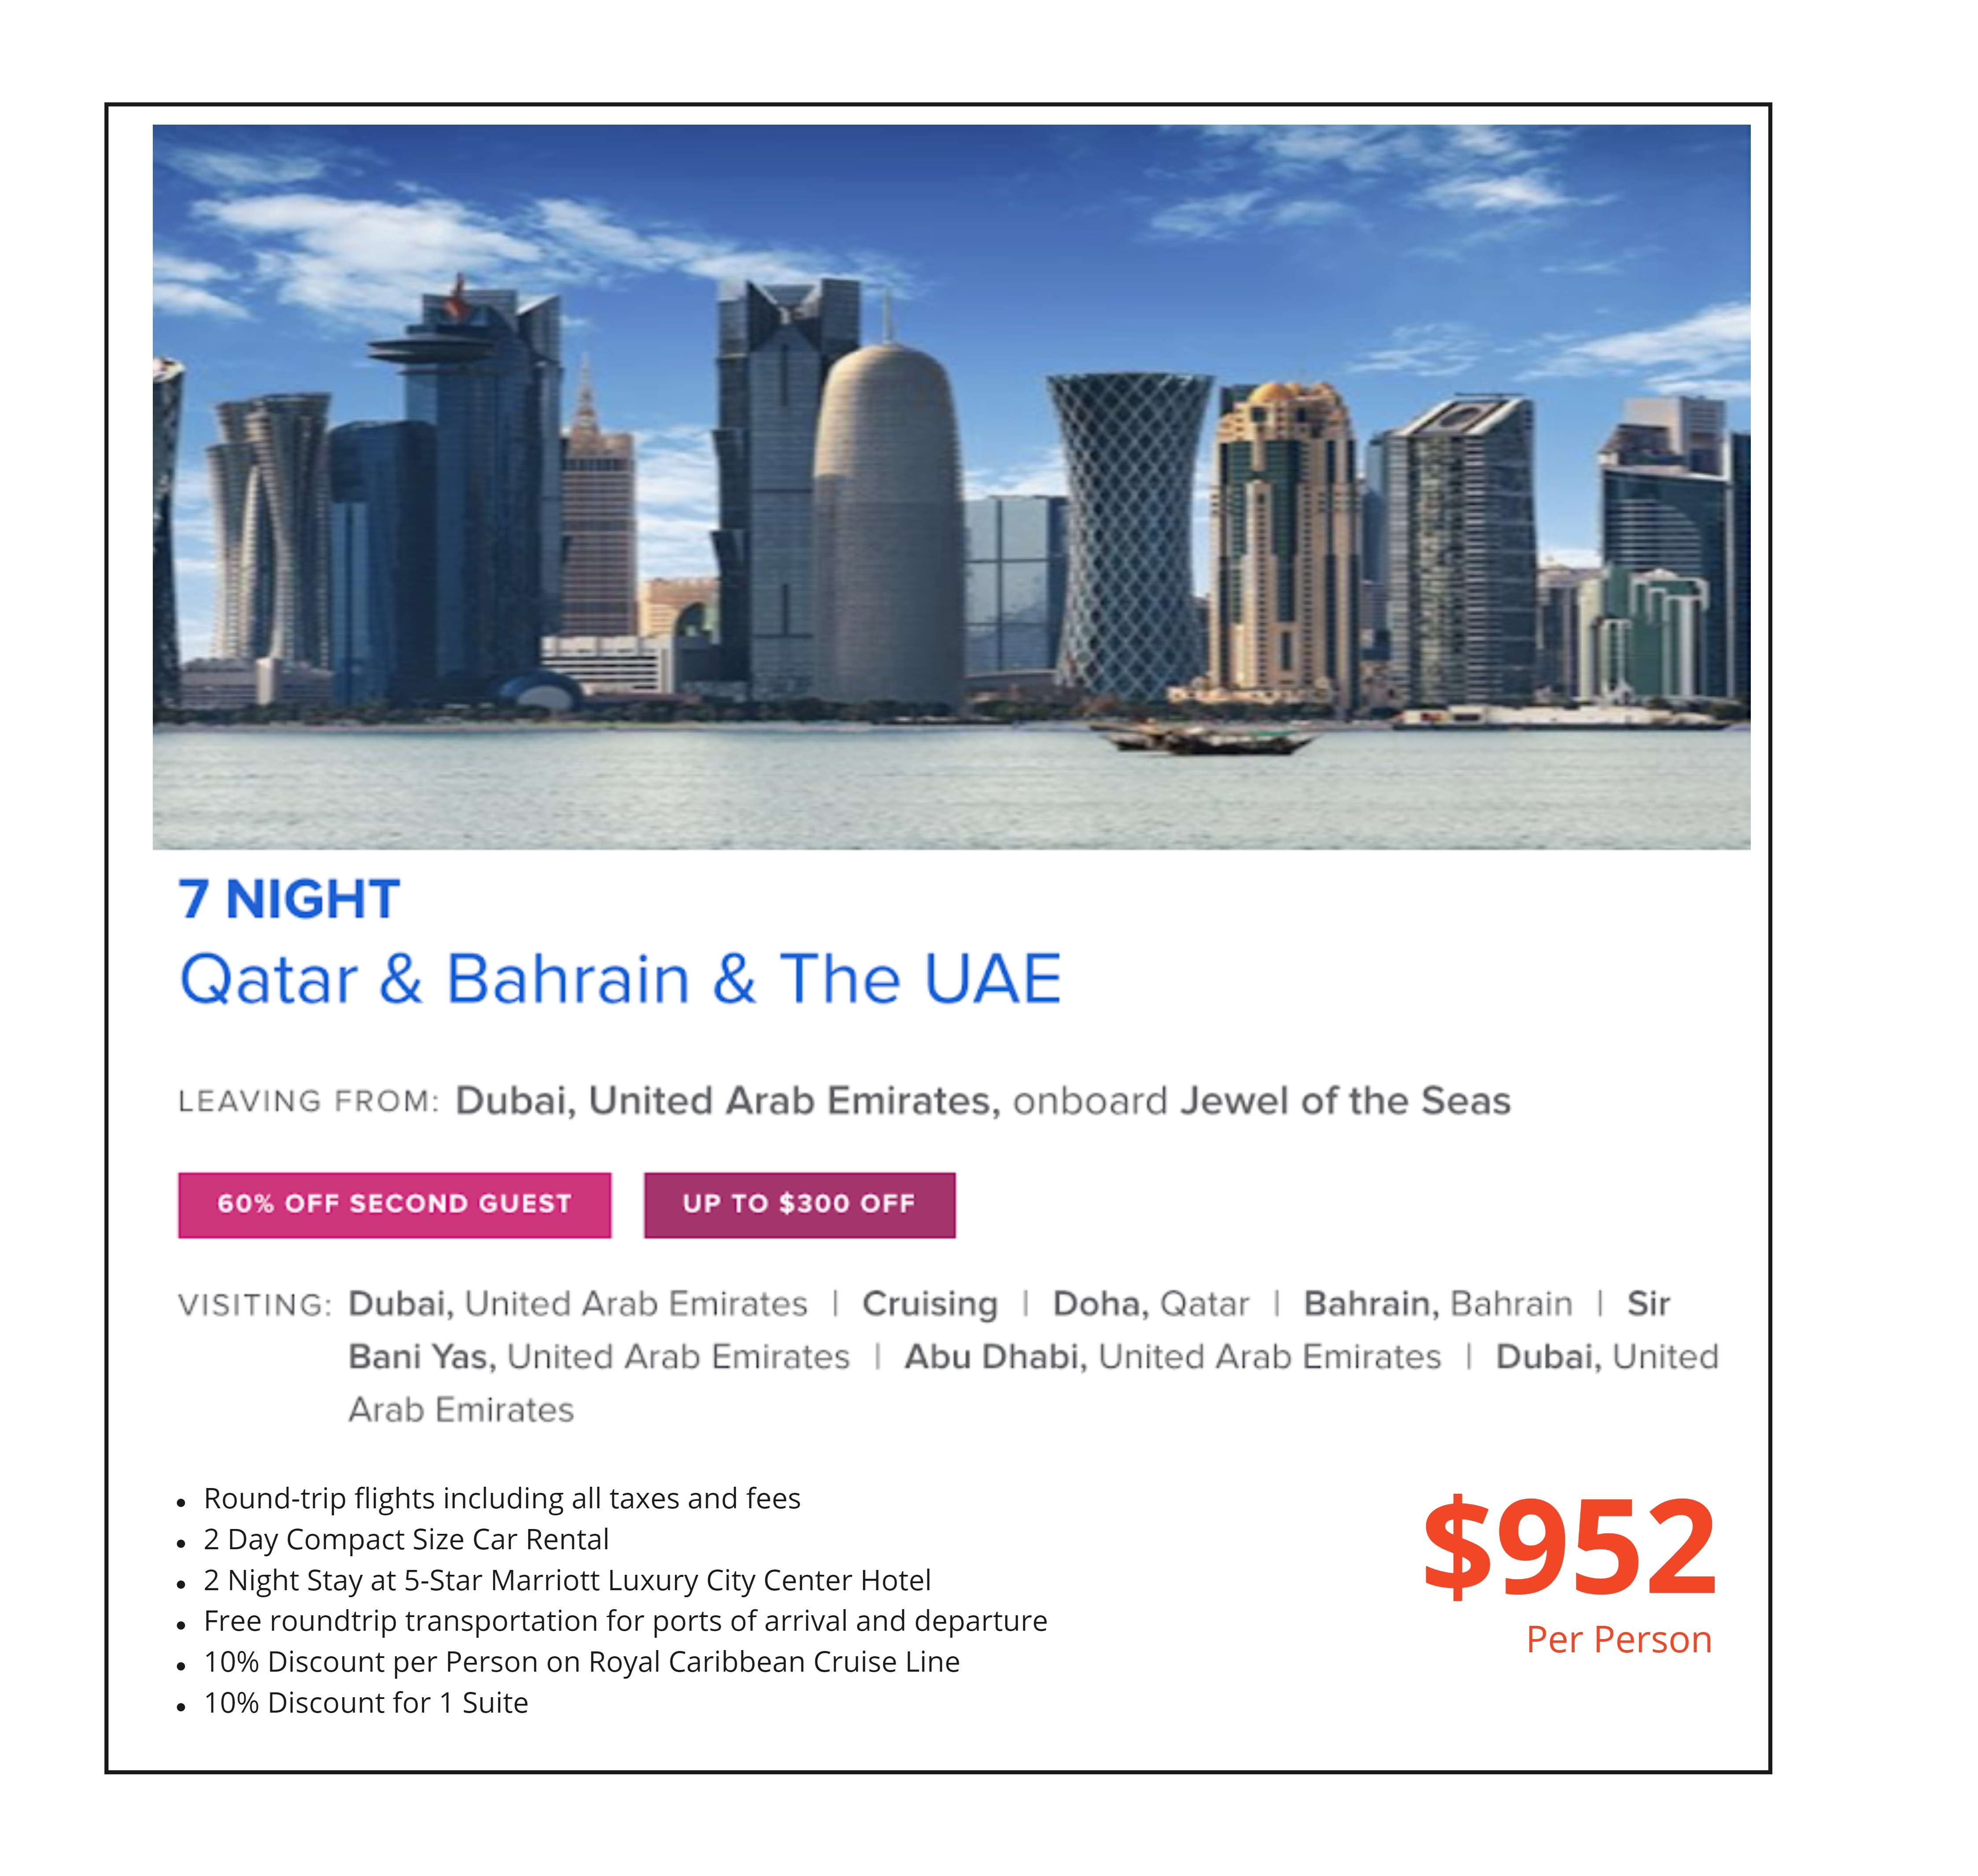 7 NIGHT
Qatar & Bahrain & The UAE
LEAVING FROM: Dubai, United Arab Emirates, onboard Jewel of the Seas
60% OFF SECOND GUEST UP TO $300 OFF
VISITING: Dubai, United Arab Emirates | Cruising | Doha, Qatar | Bahrain, Bahrain | Sir
Bani Yas, United Arab Emirates | Abu Dhabi, United Arab Emirates | Dubai, United
Arab Emirates
• Round-trip flights including all taxes and fees
• 2 Day Compact Size Car Rental
• 2 Night Stay at 5-Star Marriott Luxury City Center Hotel
• Free roundtrip transportation for ports of arrival and departure
• 10% Discount per Person on Royal Caribbean Cruise Line
• 10% Discount for 1 Suite
$952
Per Person